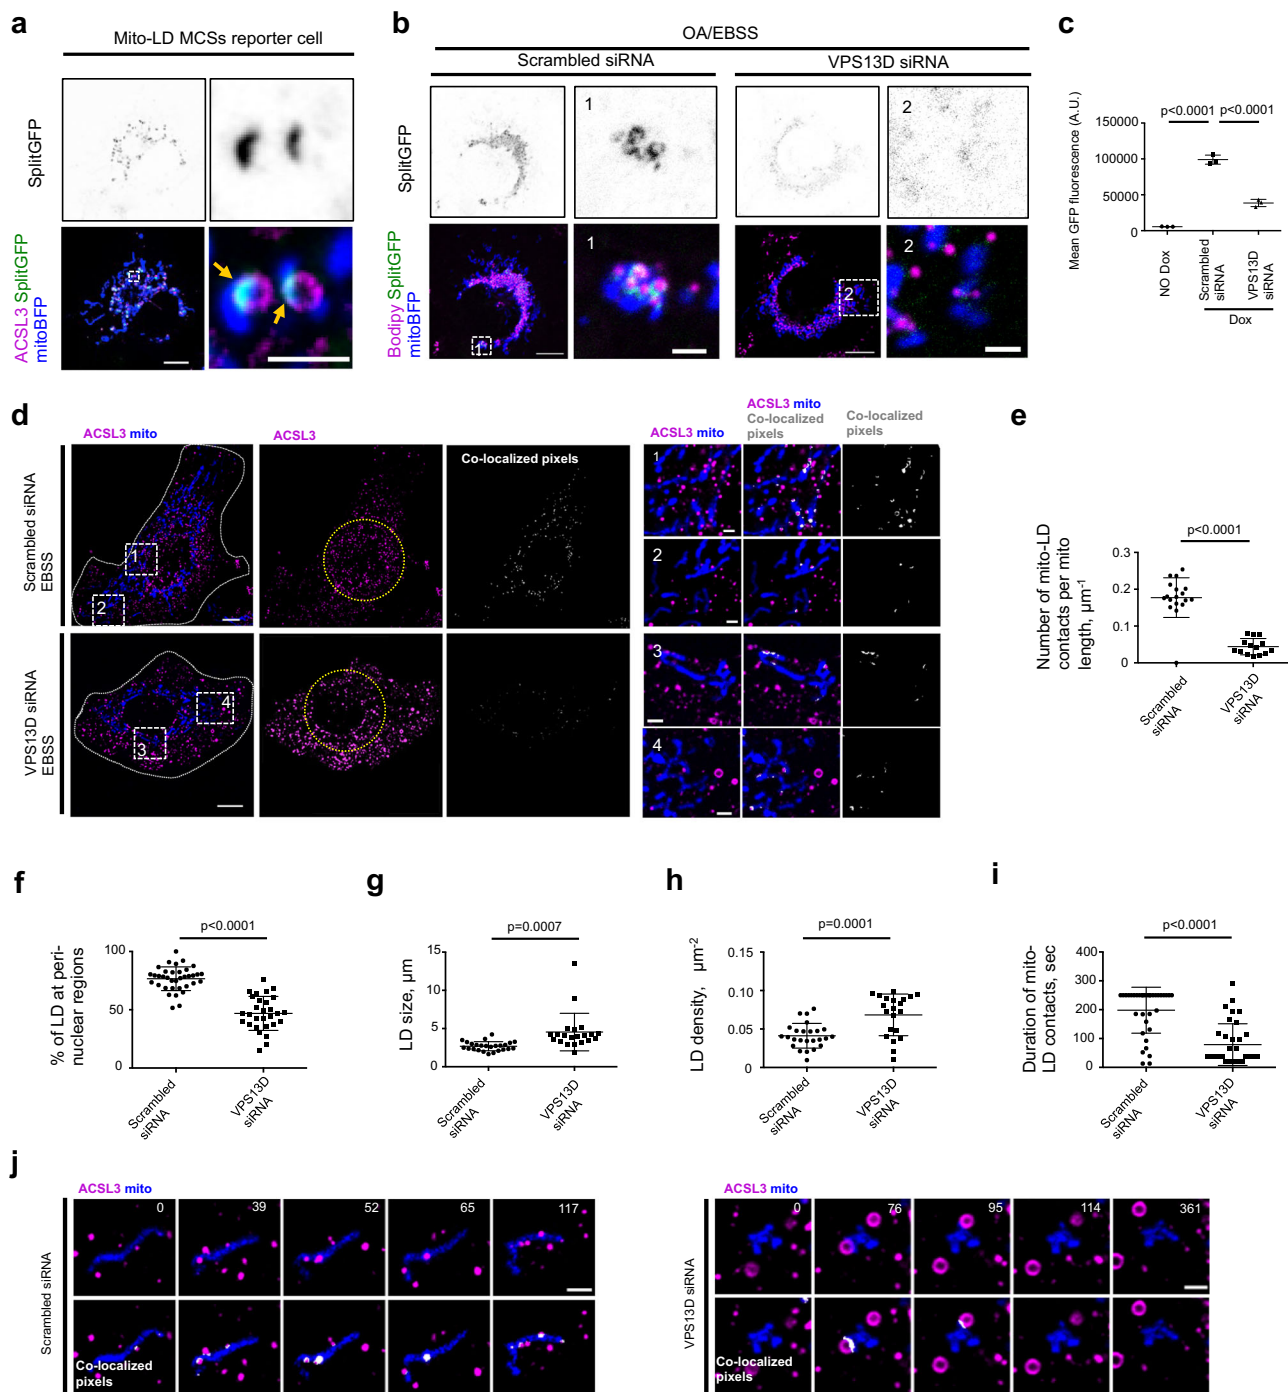 a
Mito-LD MCSs reporter cell
SplitGFP
ACSL3 SplitGFP
mitoBFP
b
OA/EBSS
Scrambled siRNA
VPS13D siRNA
SplitGFP
1
2
Bodipy SplitGFP
mitoBFP
1
1
2
2
c
p<0.0001 p<0.0001
Mean GFP fluorescence (A.U.)
150000
100000
50000
0
NO Dox
Scrambled
siRNA
VPS13D
siRNA
Dox
d
ACSL3 mito
ACSL3
Co-localized pixels
Scrambled siRNA
EBSS
1
2
VPS13D siRNA
EBSS
3
4
ACSL3 mito
ACSL3 mito
Co-localized
pixels
Co-localized
pixels
1
2
3
4
e
p<0.0001
Number of mito-LD
contacts per mito
length, µm-1
0.3
0.2
0.1
0
Scrambled
siRNA
VPS13D
siRNA
f
p<0.0001
% of LD at peri-
nuclear regions
100
50
0
Scrambled
siRNA
VPS13D
siRNA
g
p=0.0007
LD size, µm
15
10
5
0
Scrambled
siRNA
VPS13D
siRNA
h
p=0.0001
LD density, µm-2
0.15
0.10
0.05
0
Scrambled
siRNA
VPS13D
siRNA
i
p<0.0001
Duration of mito-
LD contacts, sec
400
300
200
100
0
Scrambled
siRNA
VPS13D
siRNA
j
ACSL3 mito
Scrambled siRNA
0 39 52 65 117
Co-localized
pixels
ACSL3 mito
VPS13D siRNA
0 76 95 114 361
Co-localized
pixels